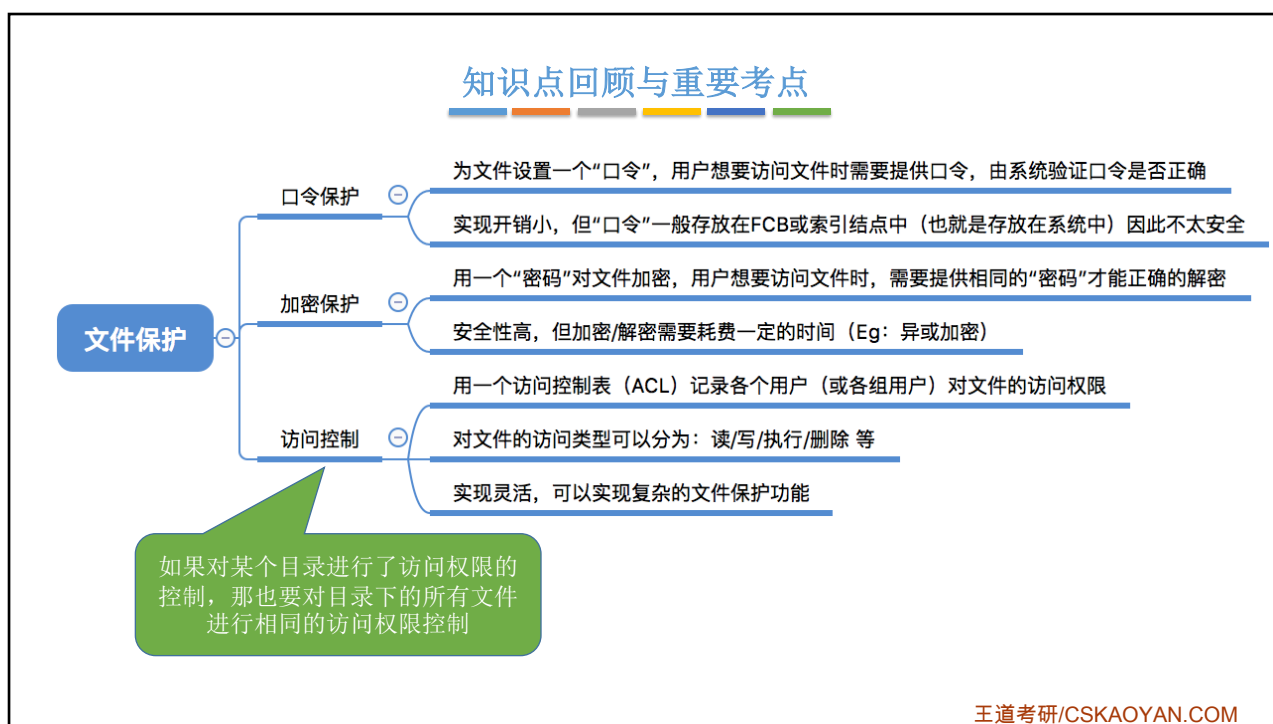 知识点回顾与重要考点
文件保护
口令保护
为文件设置一个“口令”，用户想要访问文件时需要提供口令，由系统验证口令是否正确
实现开销小，但“口令”一般存放在FCB或索引结点中（也就是存放在系统中）因此不太安全
加密保护
用一个“密码”对文件加密，用户想要访问文件时，需要提供相同的“密码”才能正确的解密
安全性高，但加密/解密需要耗费一定的时间（Eg：异或加密）
访问控制
用一个访问控制表（ACL）记录各个用户（或各组用户）对文件的访问权限
对文件的访问类型可以分为：读/写/执行/删除 等
实现灵活，可以实现复杂的文件保护功能
如果对某个目录进行了访问权限的
控制，那也要对目录下的所有文件
进行相同的访问权限控制
王道考研/CSKAOYAN.COM